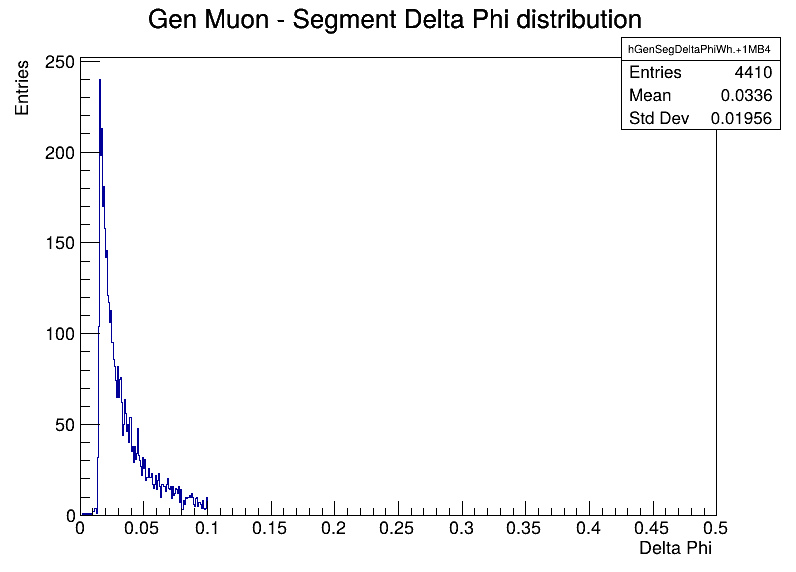 Gen Muon - Segment Delta Phi distribution
hGenSegDeltaPhiWh.+1MB4
Entries 4410
Mean 0.0336
Std Dev 0.01956
Entries
250
200
150
100
50
0
0 0.05 0.1 0.15 0.2 0.25 0.3 0.35 0.4 0.45 0.5
Delta Phi